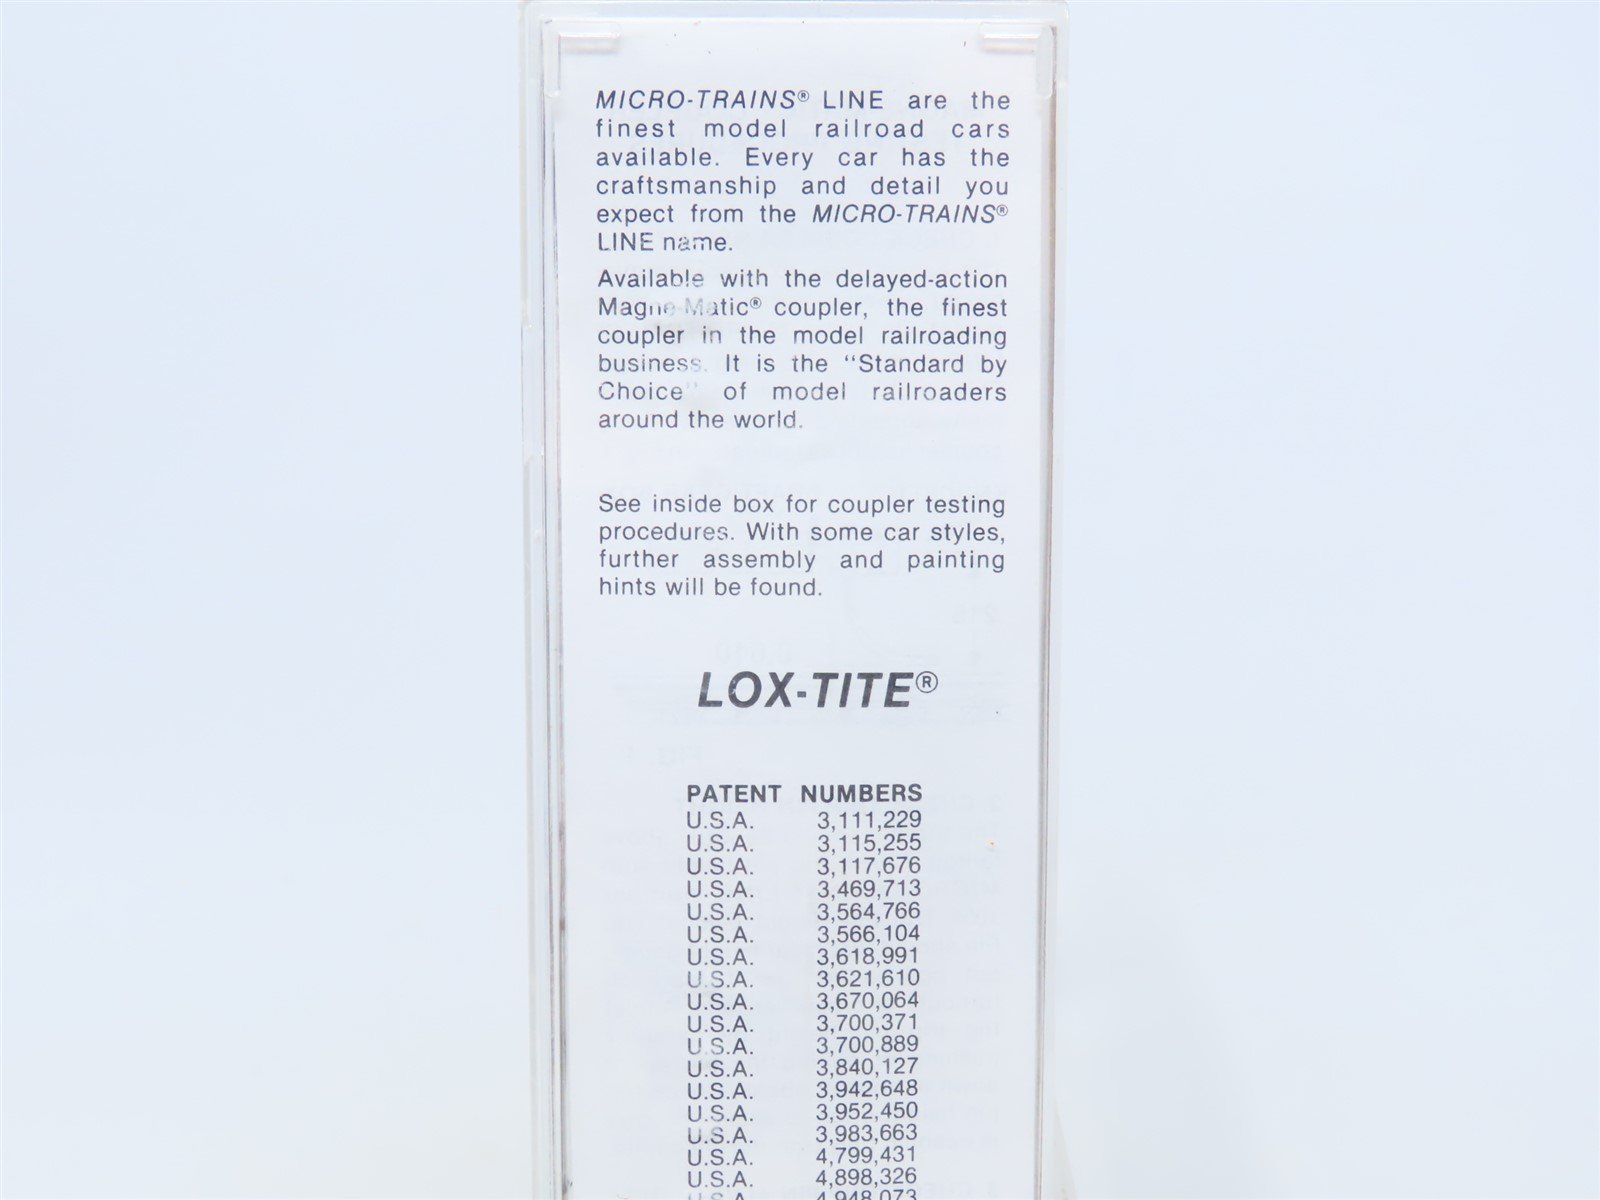 MICRO-TRAINS® LINE are the
finest model railroad cars
available. Every car has the
craftsmanship and detail you
expect from the MICRO-TRAINS®
LINE name.
Available with the delayed-action
Magne-Matic® coupler, the finest
coupler in the model railroading
business. It is the "Standard by
Choice" of model railroaders
around the world.
See inside box for coupler testing
procedures. With some car styles,
further assembly and painting
hints will be found.
LOX-TITE®
PATENT NUMBERS
U.S.A. 3,111,229
U.S.A. 3,115,255
U.S.A. 3,117,676
U.S.A. 3,469,713
U.S.A. 3,564,766
U.S.A. 3,566,104
U.S.A. 3,618,991
U.S.A. 3,621,610
U.S.A. 3,670,064
U.S.A. 3,700,371
U.S.A. 3,700,889
U.S.A. 3,840,127
U.S.A. 3,942,648
U.S.A. 3,952,450
U.S.A. 3,983,663
U.S.A. 4,799,431
U.S.A. 4,898,326
U.S.A. 4,948,073